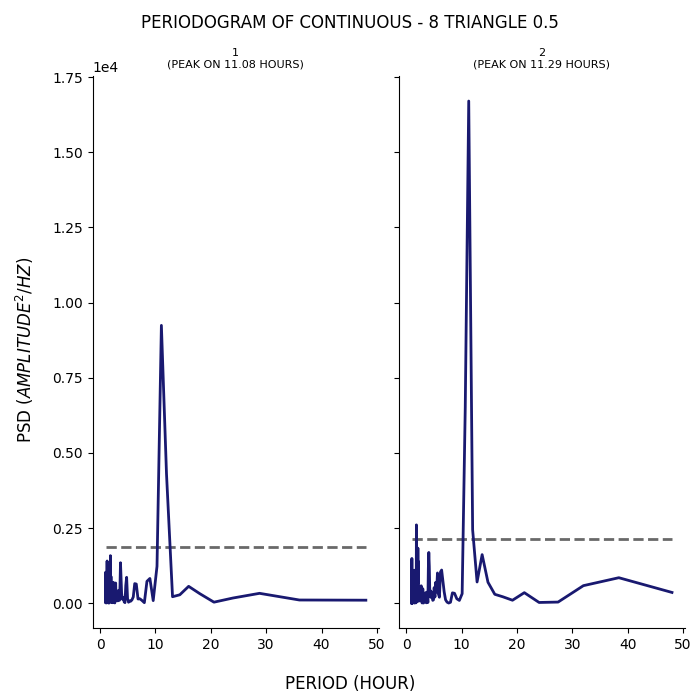 PERIODOGRAM OF CONTINUOUS - 8 TRIANGLE 0.5
1
(PEAK ON 11.08 HOURS)
2
(PEAK ON 11.29 HOURS)
1e4
1.75
1.50
1.25
1.00
0.75
0.50
0.25
0.00
PSD (AMPLITUDE²/HZ)
0 10 20 30 40 50
0 10 20 30 40 50
PERIOD (HOUR)